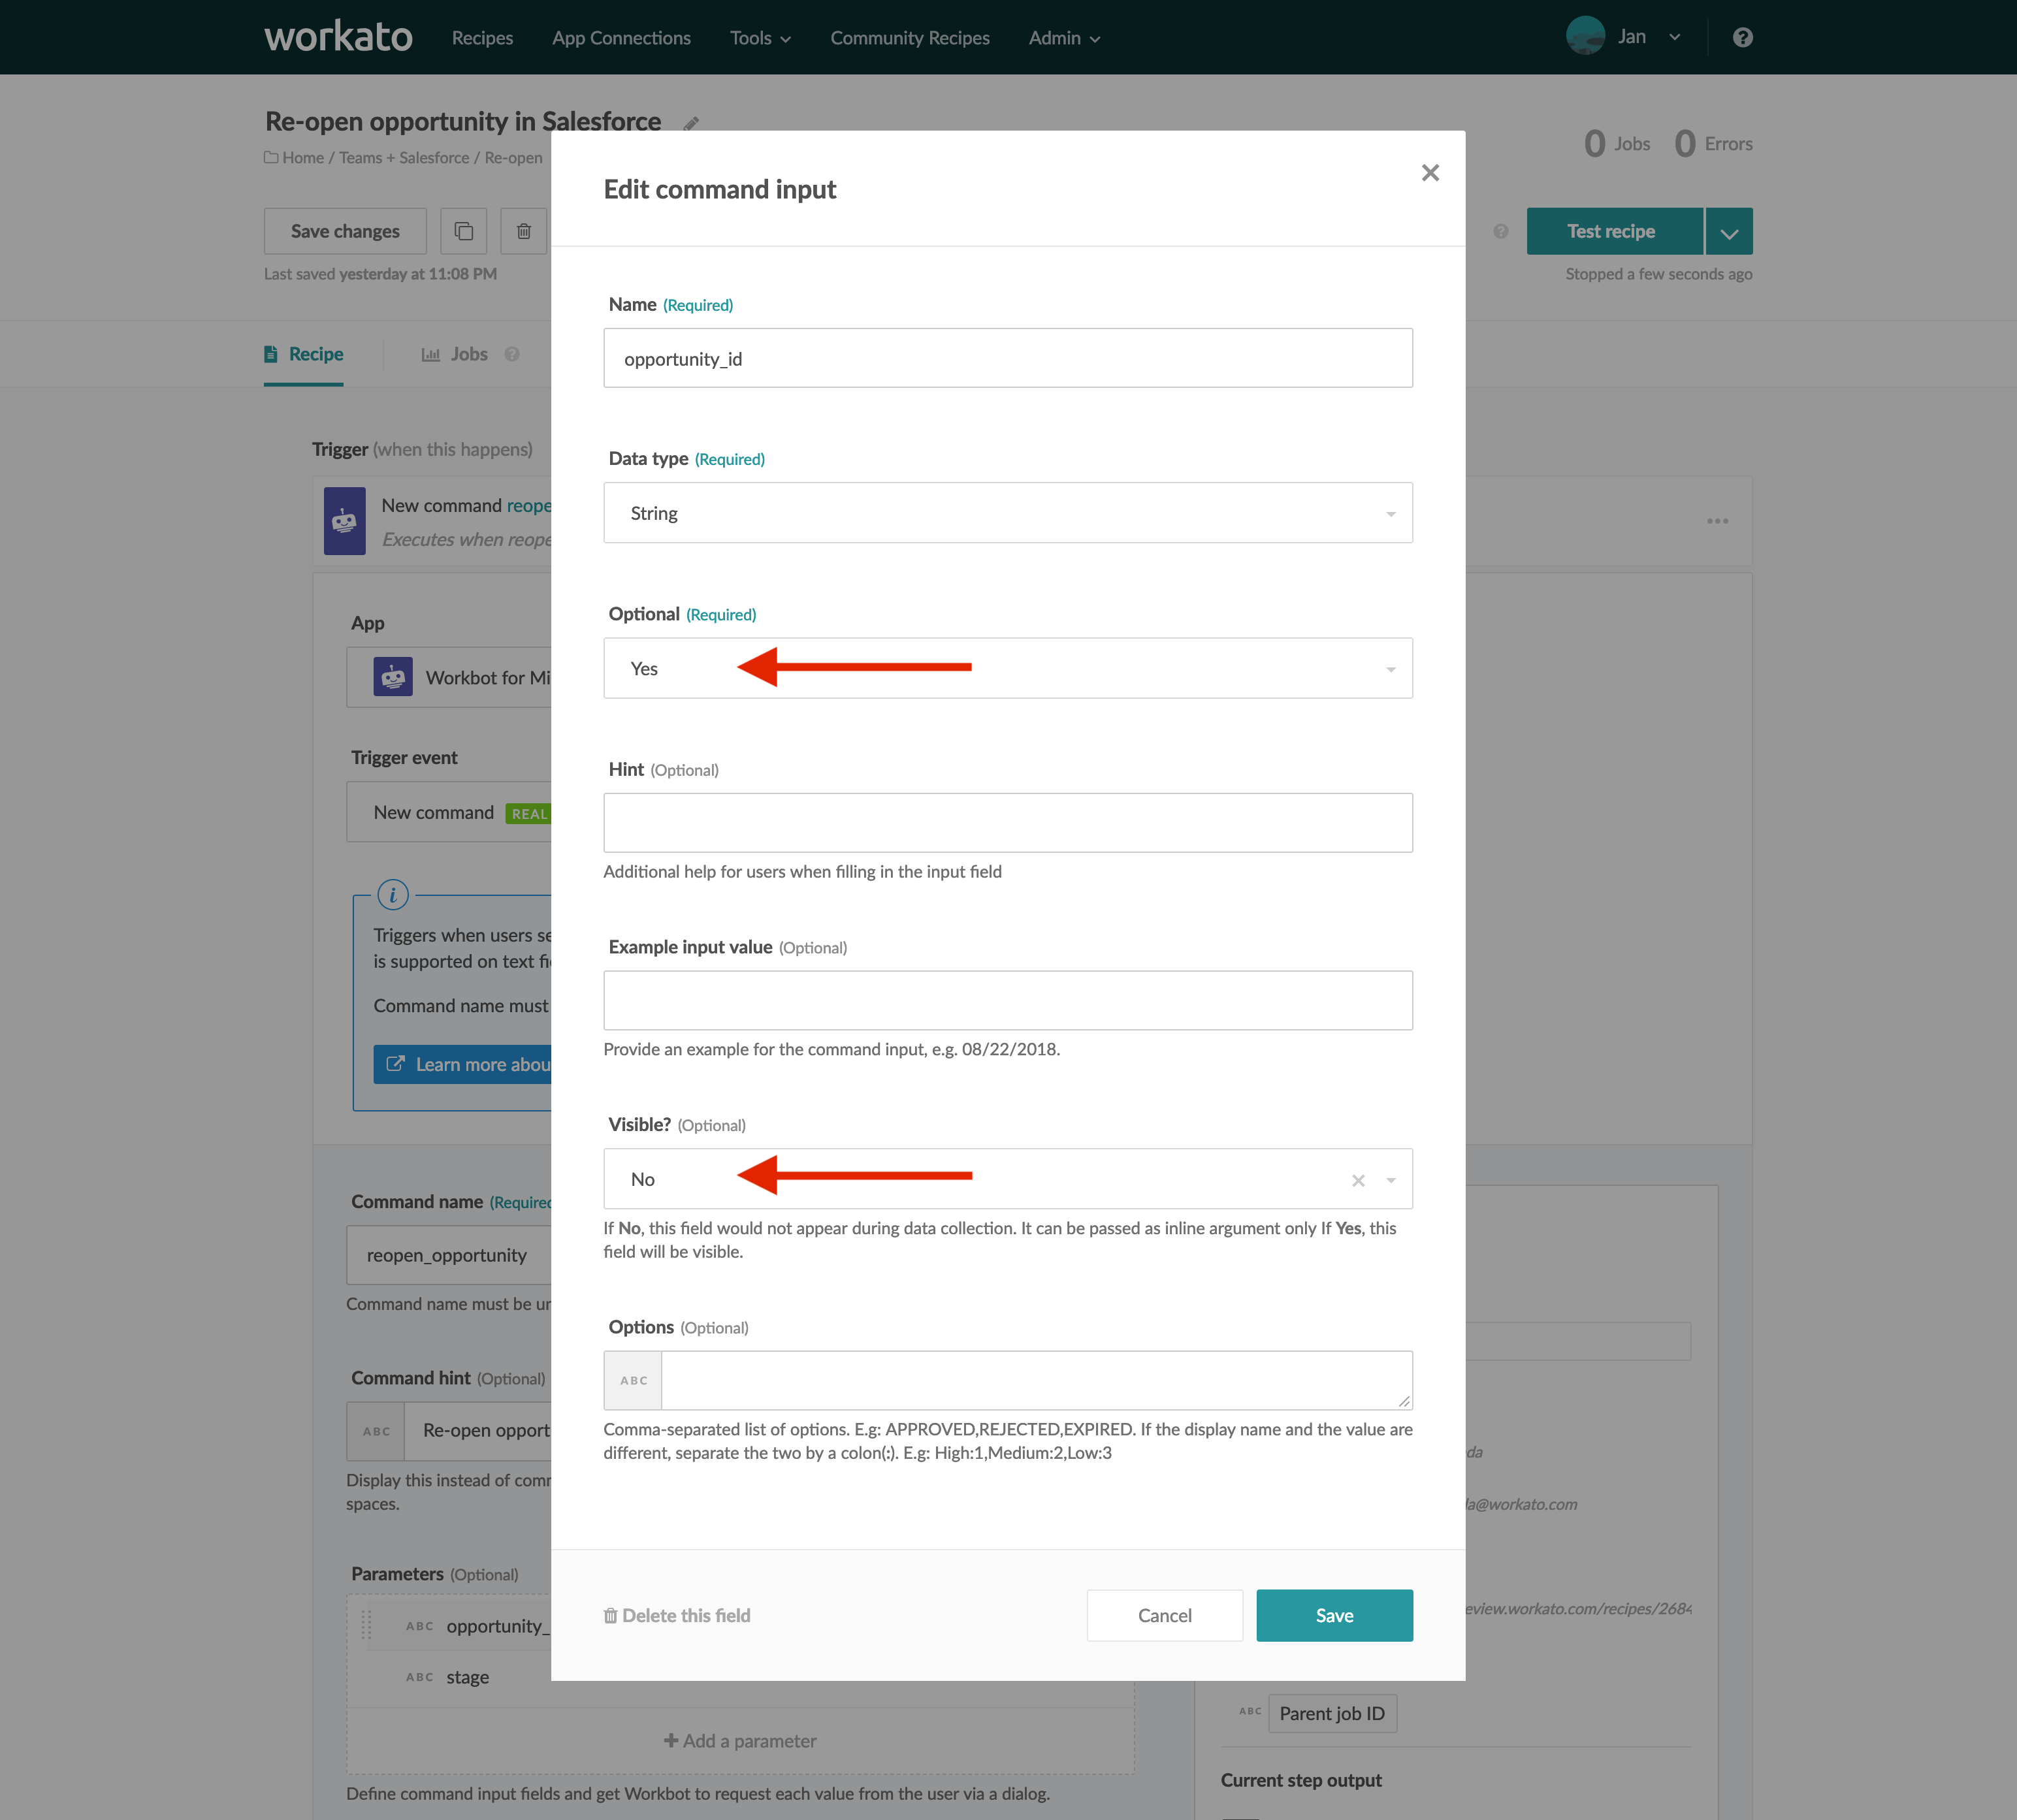 workato Recipes App Connections Tools Community Recipes Admin Jan
Re-open opportunity in Salesforce
Home / Teams + Salesforce / Re-open
0 Jobs 0 Errors
Save changes
Test recipe
Last saved yesterday at 11:08 PM
Stopped a few seconds ago
Recipe Jobs
Trigger (when this happens)
New command reope
Executes when reope
App
Workbot for Mi
Trigger event
New command REAL
i
Triggers when users se
is supported on text fi
Command name must
Learn more abou
Command name (Required
reopen_opportunity
Command name must be un
Command hint (Optional)
ABC Re-open opport
Display this instead of com
spaces.
Parameters (Optional)
ABC opportunity_
ABC stage
+ Add a parameter
Define command input fields and get Workbot to request each value from the user via a dialog.
Edit command input
Name (Required)
opportunity_id
Data type (Required)
String
Optional (Required)
Yes
Hint (Optional)
Additional help for users when filling in the input field
Example input value (Optional)
Provide an example for the command input, e.g. 08/22/2018.
Visible? (Optional)
No
If No, this field would not appear during data collection. It can be passed as inline argument only If Yes, this
field will be visible.
Options (Optional)
ABC
Comma-separated list of options. E.g: APPROVED,REJECTED,EXPIRED. If the display name and the value are
different, separate the two by a colon(:). E.g: High:1,Medium:2,Low:3
Delete this field
Cancel
Save
da
la@workato.com
eview.workato.com/recipes/2684
ABC Parent job ID
Current step output